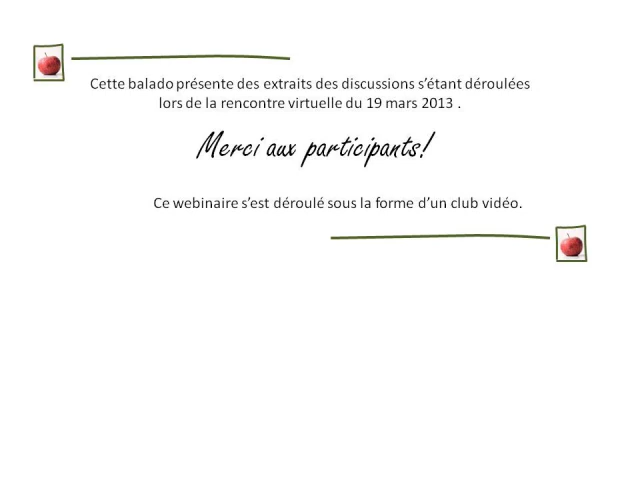 Cette balado présente des extraits des discussions s’étant déroulées
lors de la rencontre virtuelle du 19 mars 2013 .
Merci aux participants!
Ce webinaire s’est déroulé sous la forme d’un club vidéo.